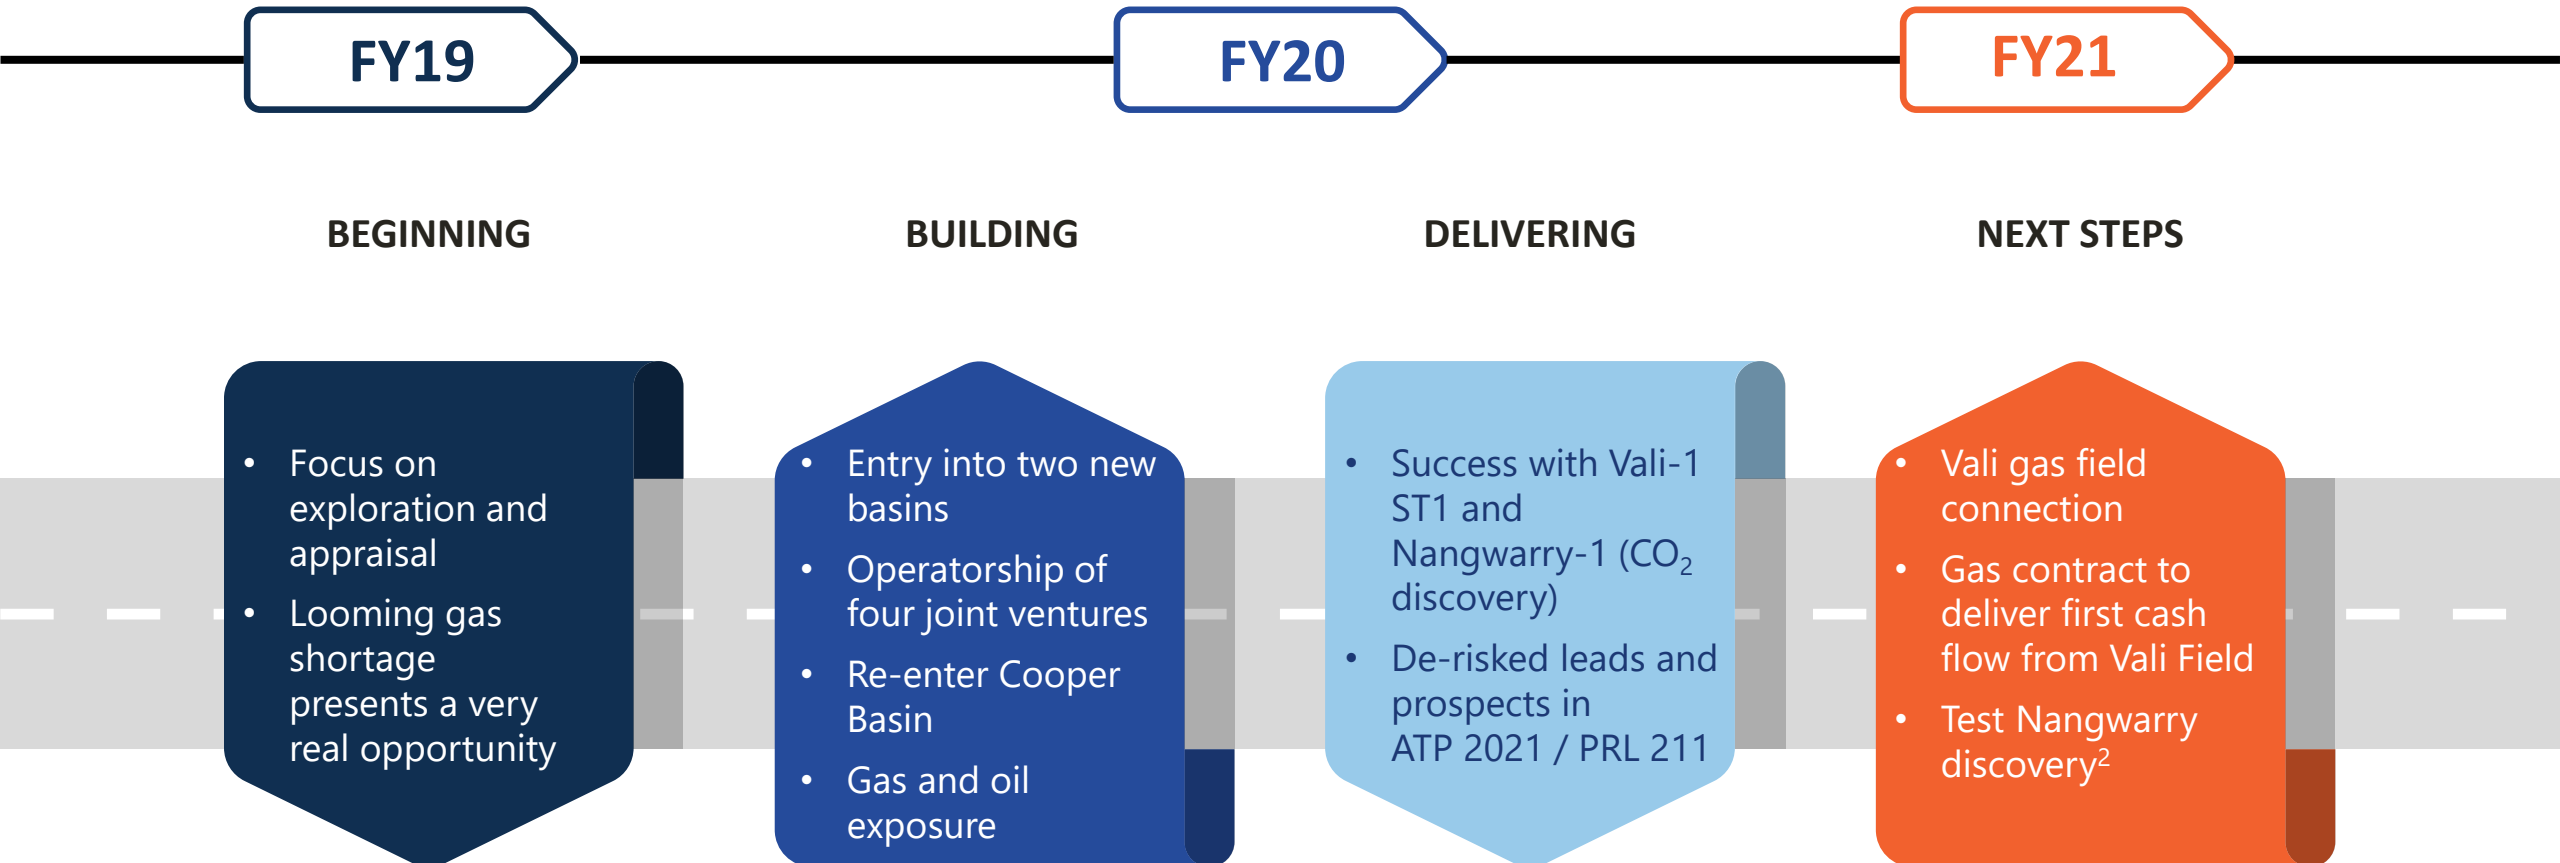 FY19
FY20
FY21
BEGINNING
BUILDING
DELIVERING
NEXT STEPS
• Focus on
exploration and
appraisal
• Looming gas
shortage
presents a very
real opportunity
• Entry into two new
basins
• Operatorship of
four joint ventures
• Re-enter Cooper
Basin
• Gas and oil
exposure
• Success with Vali-1
ST1 and
Nangwarry-1 (CO₂
discovery)
• De-risked leads and
prospects in
ATP 2021 / PRL 211
• Vali gas field
connection
• Gas contract to
deliver first cash
flow from Vali Field
• Test Nangwarry
discovery²